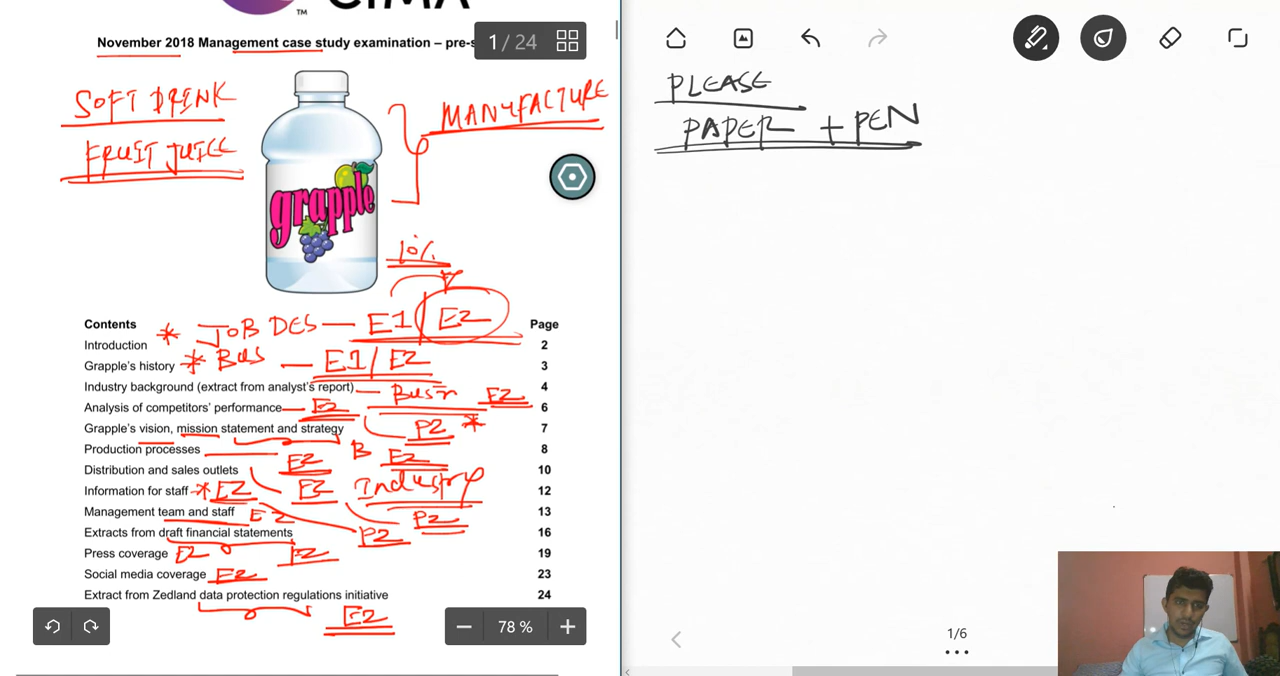 CIMA
TM
November 2018 Management case study examination – pre-s
1 / 24
SOFT DRINK
FRUIT JUICE
MANUFACTURE
grapple
10%
Contents
Page
* JOB DES — E1 / E2
Introduction 2
Grapple's history * BUS — E1 / E2 3
Industry background (extract from analyst's report) — E2 4
Analysis of competitors' performance — E2 6
Grapple's vision, mission statement and strategy P2 * 7
Production processes E2 B E2 8
Distribution and sales outlets Industry 10
Information for staff * E2 12
Management team and staff E2 P2 13
Extracts from draft financial statements P2 16
Press coverage E2 19
Social media coverage E2 23
Extract from Zedland data protection regulations initiative 24
E2
78 %
PLEASE
PAPER + PEN
1/6